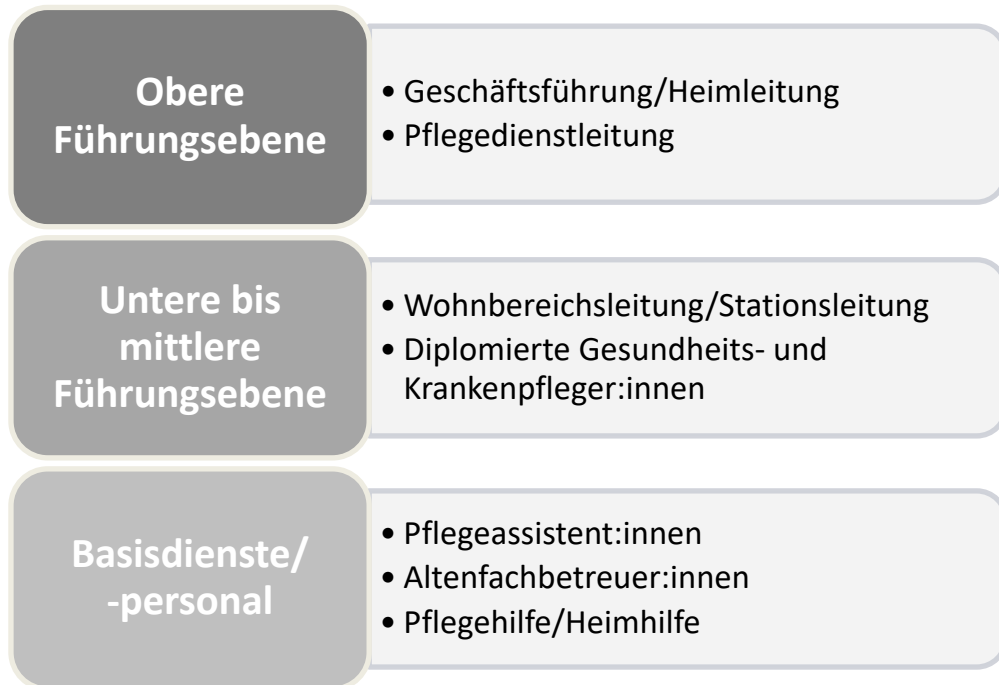 Obere
Führungsebene
• Geschäftsführung/Heimleitung
• Pflegedienstleitung
Untere bis
mittlere
Führungsebene
• Wohnbereichsleitung/Stationsleitung
• Diplomierte Gesundheits- und
Krankenpfleger:innen
Basisdienste/
-personal
• Pflegeassistent:innen
• Altenfachbetreuer:innen
• Pflegehilfe/Heimhilfe